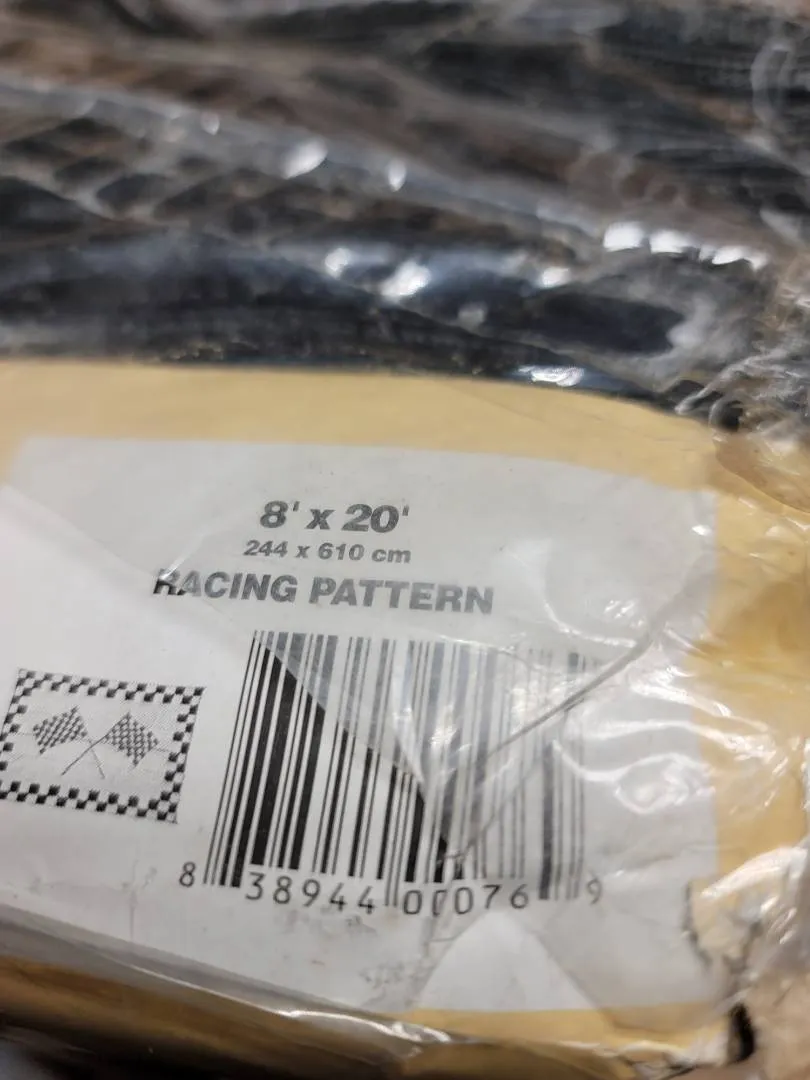 8' x 20'
244 x 610 cm
RACING PATTERN
8 38944 00076 9